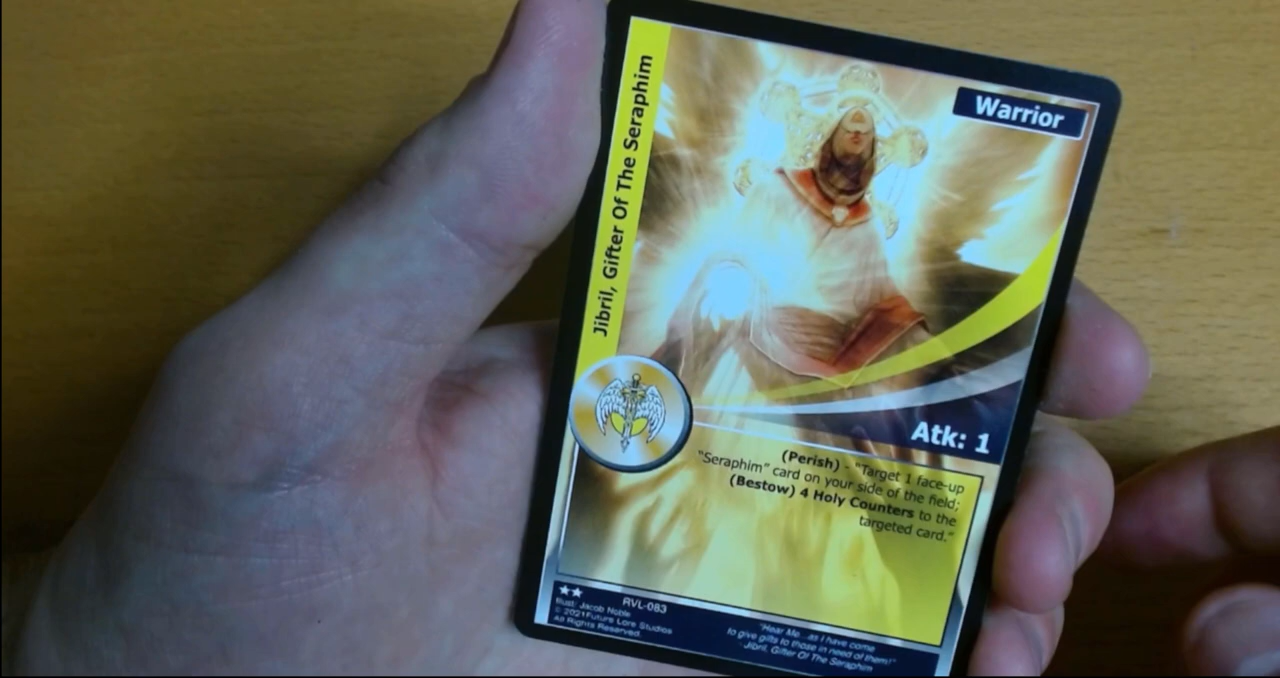 Jibril, Gifter Of The Seraphim
Warrior
Atk: 1
(Perish) - "Target 1 face-up
"Seraphim" card on your side of the field;
(Bestow) 4 Holy Counters to the
targeted card."
RVL-083
Illust: Jacob Noble
© 2021 Future Lore Studios
All Rights Reserved.
"Hear Me...as I have come
to give gifts to those in need of them!"
- Jibril, Gifter Of The Seraphim